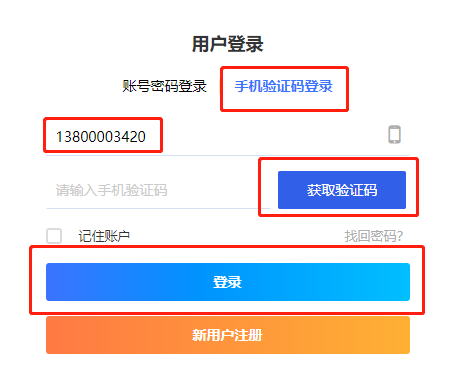 用户登录
账号密码登录 手机验证码登录
13800003420
请输入手机验证码 获取验证码
记住账户 找回密码?
登录
新用户注册